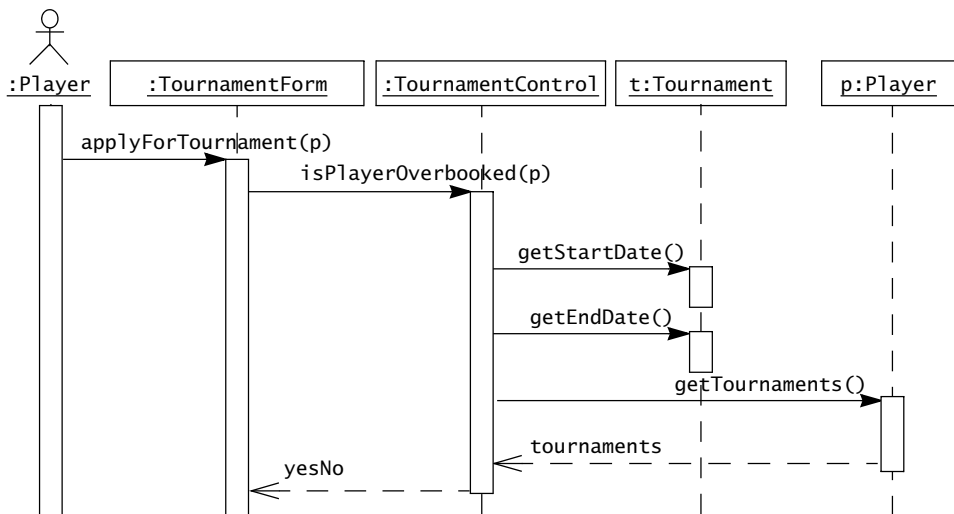 :Player
:TournamentForm
:TournamentControl
t:Tournament
p:Player
applyForTournament(p)
isPlayerOverbooked(p)
getStartDate()
getEndDate()
getTournaments()
tournaments
yesNo